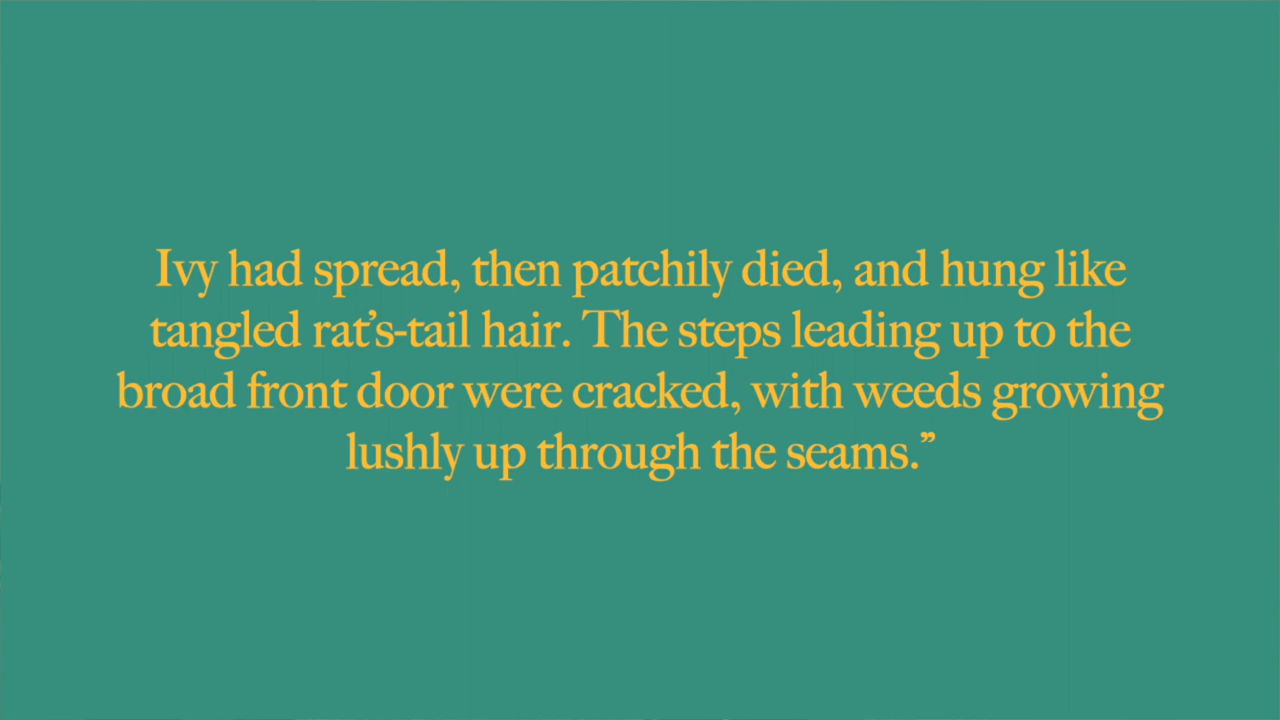 Ivy had spread, then patchily died, and hung like
tangled rat’s-tail hair. The steps leading up to the
broad front door were cracked, with weeds growing
lushly up through the seams.”